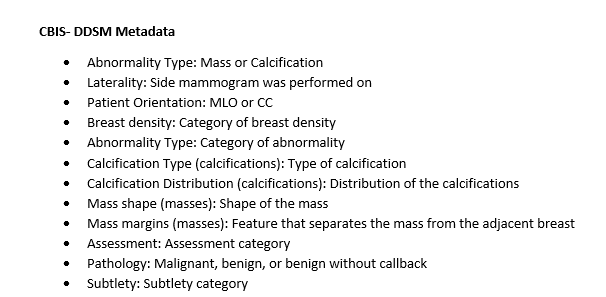 CBIS- DDSM Metadata
• Abnormality Type: Mass or Calcification
• Laterality: Side mammogram was performed on
• Patient Orientation: MLO or CC
• Breast density: Category of breast density
• Abnormality Type: Category of abnormality
• Calcification Type (calcifications): Type of calcification
• Calcification Distribution (calcifications): Distribution of the calcifications
• Mass shape (masses): Shape of the mass
• Mass margins (masses): Feature that separates the mass from the adjacent breast
• Assessment: Assessment category
• Pathology: Malignant, benign, or benign without callback
• Subtlety: Subtlety category